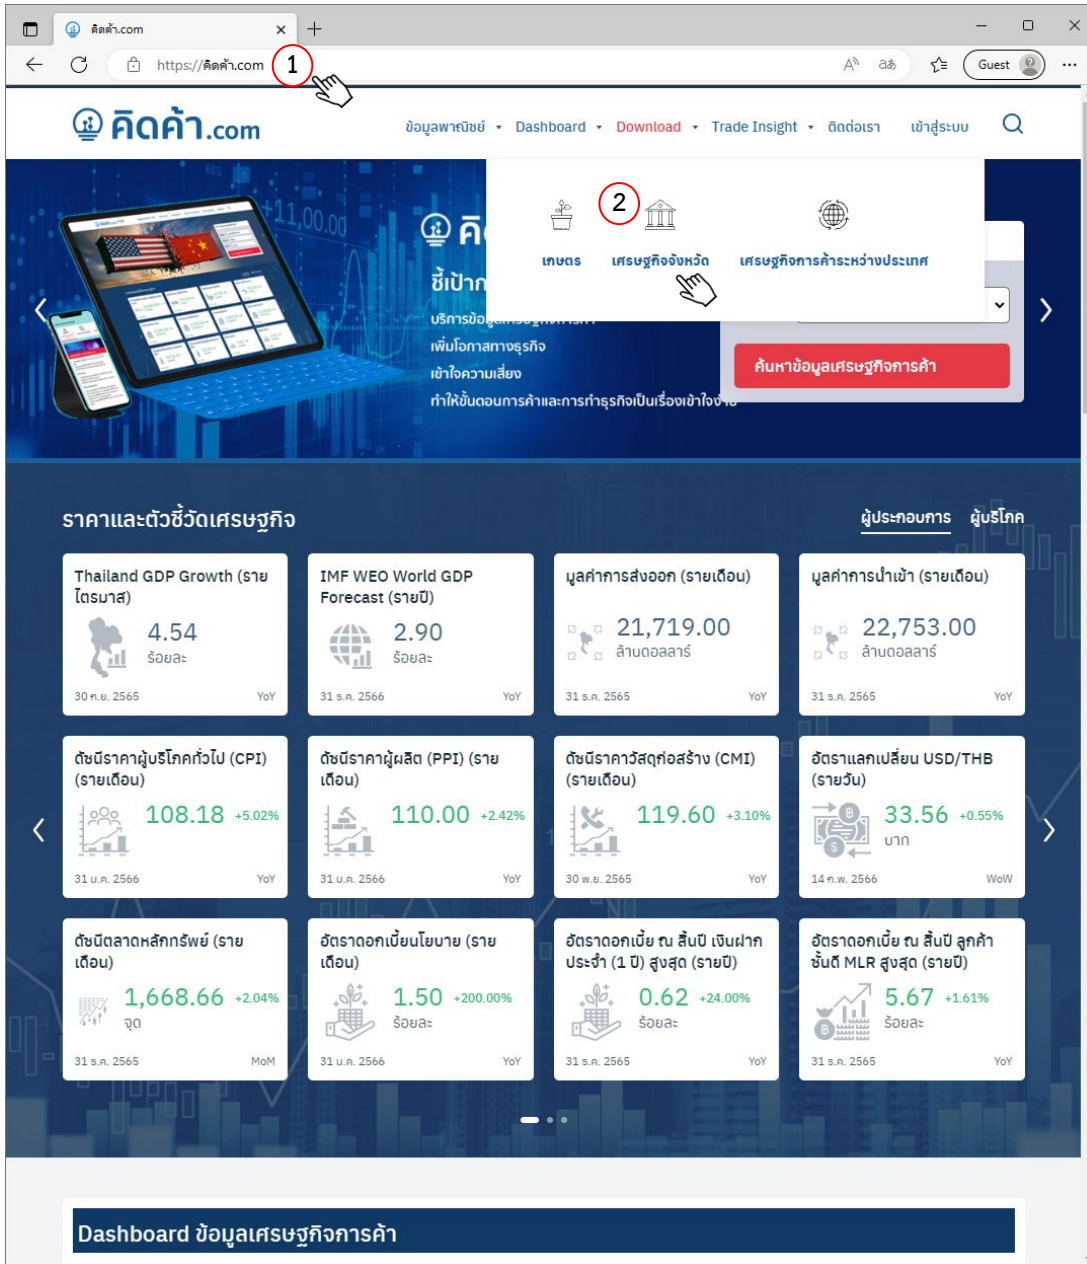 คิดค้า.com
https://คิดค้า.com
1
Guest
คิดค้า.com
ข้อมูลพาณิชย์
Dashboard
Download
Trade Insight
ติดต่อเรา
เข้าสู่ระบบ
2
เกษตร
เศรษฐกิจจังหวัด
เศรษฐกิจการค้าระหว่างประเทศ
ชี้เป้า
เพิ่มโอกาสทางธุรกิจ
เข้าใจความเสี่ยง
ทำให้ขั้นตอนการค้าและการทำธุรกิจเป็นเรื่องเข้าใจง่าย
ค้นหาข้อมูลเศรษฐกิจการค้า
ราคาและตัวชี้วัดเศรษฐกิจ
ผู้ประกอบการ ผู้บริโภค
Thailand GDP Growth (ราย
ไตรมาส)
4.54
ร้อยละ
30 ก.ย. 2565 YoY
IMF WEO World GDP
Forecast (รายปี)
2.90
ร้อยละ
31 ธ.ค. 2566 YoY
มูลค่าการส่งออก (รายเดือน)
21,719.00
ล้านดอลลาร์
31 ธ.ค. 2565 YoY
มูลค่าการนำเข้า (รายเดือน)
22,753.00
ล้านดอลลาร์
31 ธ.ค. 2565 YoY
ดัชนีราคาผู้บริโภคทั่วไป (CPI)
(รายเดือน)
108.18 +5.02%
31 ม.ค. 2566 YoY
ดัชนีราคาผู้ผลิต (PPI) (ราย
เดือน)
110.00 +2.42%
31 ม.ค. 2566 YoY
ดัชนีราคาวัสดุก่อสร้าง (CMI)
(รายเดือน)
119.60 +3.10%
30 พ.ย. 2565 YoY
อัตราแลกเปลี่ยน USD/THB
(รายวัน)
33.56 +0.55%
บาท
14 ก.พ. 2566 WoW
ดัชนีตลาดหลักทรัพย์ (ราย
เดือน)
1,668.66 +2.04%
จุด
31 ธ.ค. 2565 MoM
อัตราดอกเบี้ยนโยบาย (ราย
เดือน)
1.50 +200.00%
ร้อยละ
31 ม.ค. 2566 YoY
อัตราดอกเบี้ย ณ สิ้นปี เงินฝาก
ประจำ (1 ปี) สูงสุด (รายปี)
0.62 +24.00%
ร้อยละ
31 ธ.ค. 2565 YoY
อัตราดอกเบี้ย ณ สิ้นปี ลูกค้า
ชั้นดี MLR สูงสุด (รายปี)
5.67 +1.61%
ร้อยละ
31 ธ.ค. 2565 YoY
Dashboard ข้อมูลเศรษฐกิจการค้า